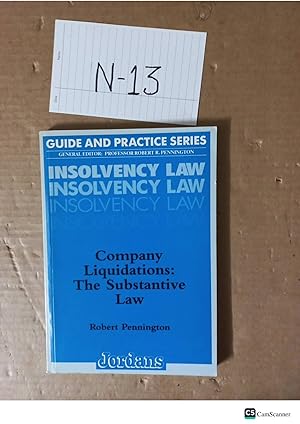 N-13
GUIDE AND PRACTICE SERIES
GENERAL EDITOR: PROFESSOR ROBERT R. PENNINGTON
INSOLVENCY LAW
INSOLVENCY LAW
INSOLVENCY LAW
Company
Liquidations:
The Substantive
Law
Robert Pennington
Jordans
CS CamScanner